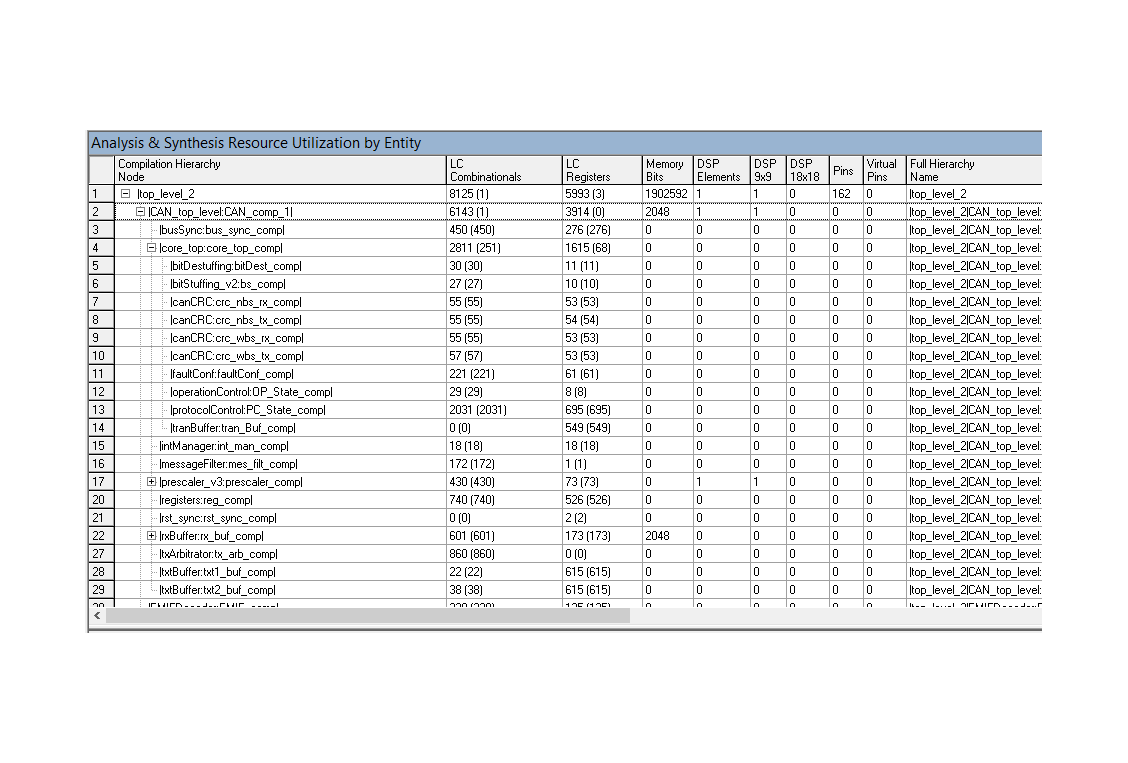 Analysis & Synthesis Resource Utilization by Entity
Compilation Hierarchy Node LC Combinationals LC Registers Memory Bits DSP Elements DSP 9x9 DSP 18x18 Pins Virtual Pins Full Hierarchy Name
1 |top_level_2 8125 (1) 5993 (3) 1902592 1 1 0 162 0 |top_level_2
2 |CAN_top_level:CAN_comp_1| 6143 (1) 3914 (0) 2048 1 1 0 0 0 |top_level_2|CAN_top_level:
3 |busSync:bus_sync_comp| 450 (450) 276 (276) 0 0 0 0 0 0 |top_level_2|CAN_top_level:
4 |core_top:core_top_comp| 2811 (251) 1615 (68) 0 0 0 0 0 0 |top_level_2|CAN_top_level:
5 |bitDestuffing:bitDest_comp| 30 (30) 11 (11) 0 0 0 0 0 0 |top_level_2|CAN_top_level:
6 |bitStuffing_v2:bs_comp| 27 (27) 10 (10) 0 0 0 0 0 0 |top_level_2|CAN_top_level:
7 |canCRC:crc_nbs_rx_comp| 55 (55) 53 (53) 0 0 0 0 0 0 |top_level_2|CAN_top_level:
8 |canCRC:crc_nbs_tx_comp| 55 (55) 54 (54) 0 0 0 0 0 0 |top_level_2|CAN_top_level:
9 |canCRC:crc_wbs_rx_comp| 55 (55) 53 (53) 0 0 0 0 0 0 |top_level_2|CAN_top_level:
10 |canCRC:crc_wbs_tx_comp| 57 (57) 53 (53) 0 0 0 0 0 0 |top_level_2|CAN_top_level:
11 |faultConf:faultConf_comp| 221 (221) 61 (61) 0 0 0 0 0 0 |top_level_2|CAN_top_level:
12 |operationControl:OP_State_comp| 29 (29) 8 (8) 0 0 0 0 0 0 |top_level_2|CAN_top_level:
13 |protocolControl:PC_State_comp| 2031 (2031) 695 (695) 0 0 0 0 0 0 |top_level_2|CAN_top_level:
14 |tranBuffer:tran_Buf_comp| 0 (0) 549 (549) 0 0 0 0 0 0 |top_level_2|CAN_top_level:
15 |intManager:int_man_comp| 18 (18) 18 (18) 0 0 0 0 0 0 |top_level_2|CAN_top_level:
16 |messageFilter:mes_filt_comp| 172 (172) 1 (1) 0 0 0 0 0 0 |top_level_2|CAN_top_level:
17 |prescaler_v3:prescaler_comp| 430 (430) 73 (73) 0 1 1 0 0 0 |top_level_2|CAN_top_level:
20 |registers:reg_comp| 740 (740) 526 (526) 0 0 0 0 0 0 |top_level_2|CAN_top_level:
21 |rst_sync:rst_sync_comp| 0 (0) 2 (2) 0 0 0 0 0 0 |top_level_2|CAN_top_level:
22 |rxBuffer:rx_buf_comp| 601 (601) 173 (173) 2048 0 0 0 0 0 |top_level_2|CAN_top_level:
27 |txArbitrator:tx_arb_comp| 860 (860) 0 (0) 0 0 0 0 0 0 |top_level_2|CAN_top_level:
28 |txtBuffer:txt1_buf_comp| 22 (22) 615 (615) 0 0 0 0 0 0 |top_level_2|CAN_top_level:
29 |txtBuffer:txt2_buf_comp| 38 (38) 615 (615) 0 0 0 0 0 0 |top_level_2|CAN_top_level: